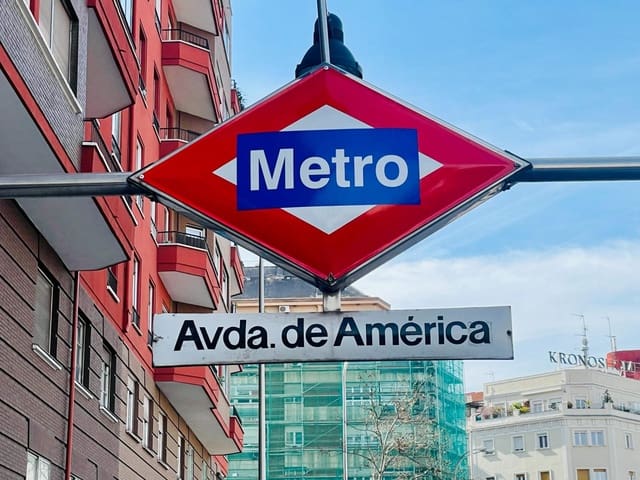 Metro
Avda. de América
KRONOS